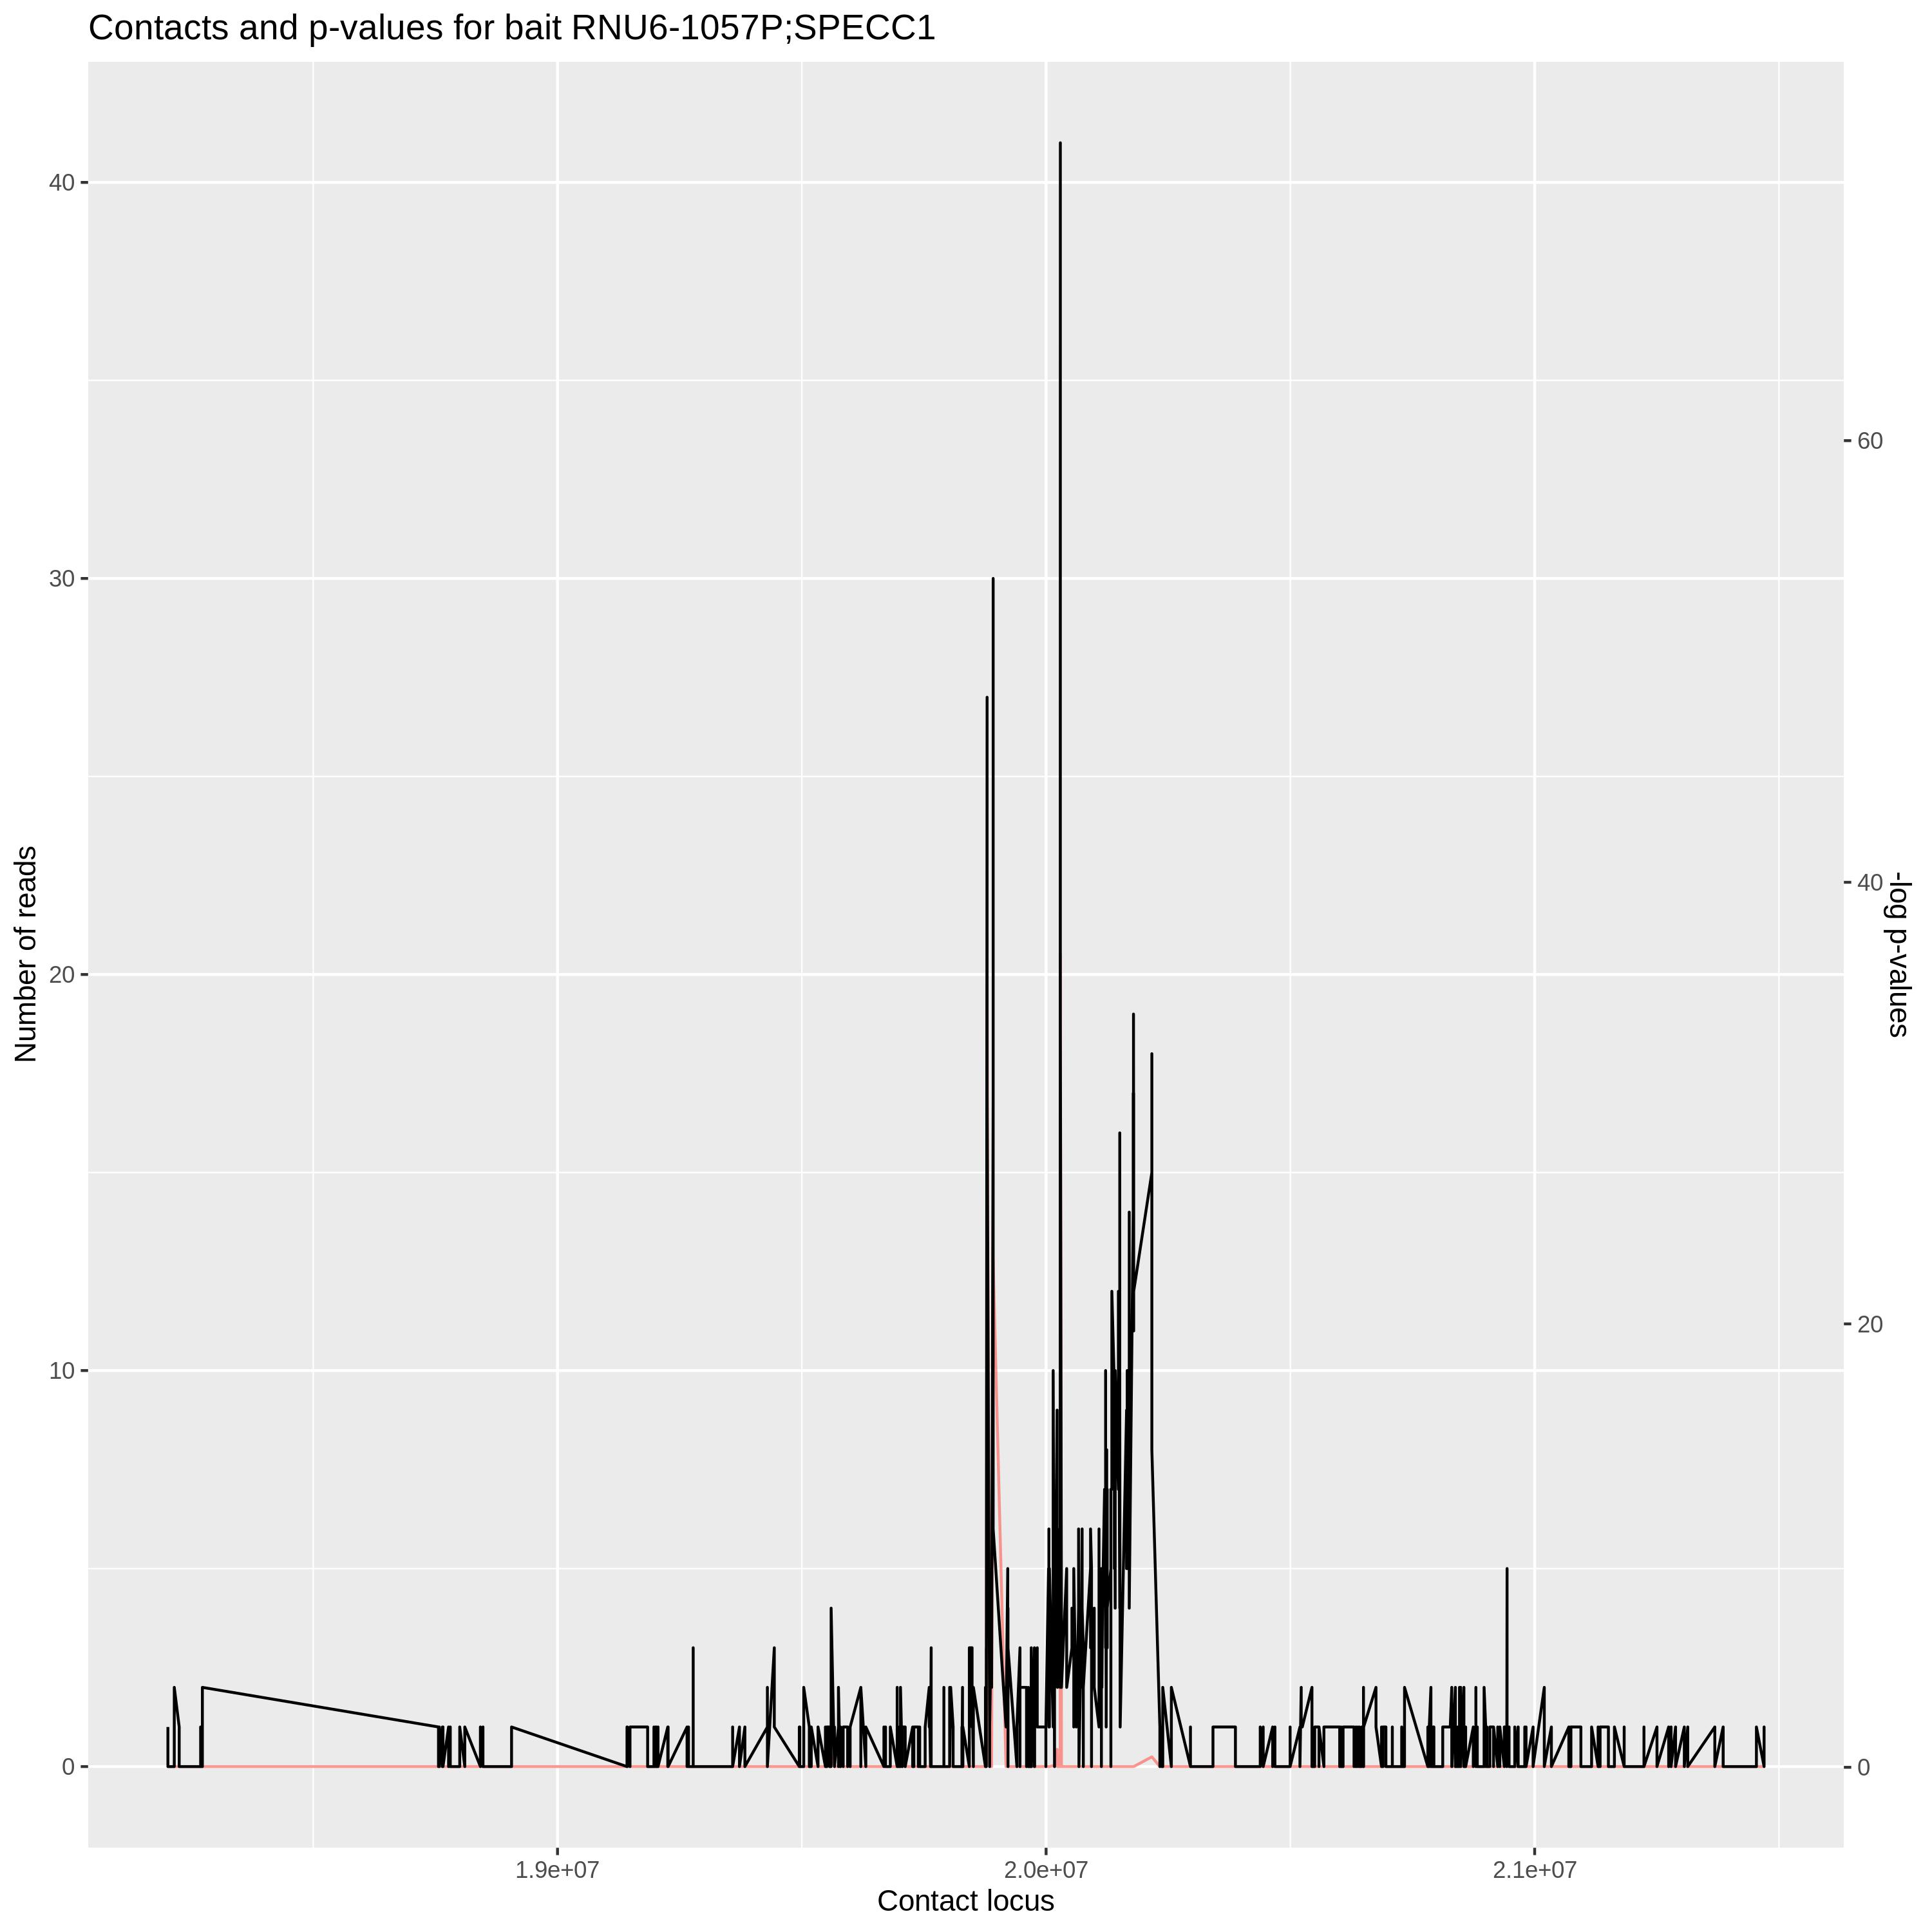 Contacts and p-values for bait RNU6-1057P;SPECC1
40
30
20
10
0
Number of reads
60
40
20
0
-log p-values
1.9e+07
2.0e+07
2.1e+07
Contact locus